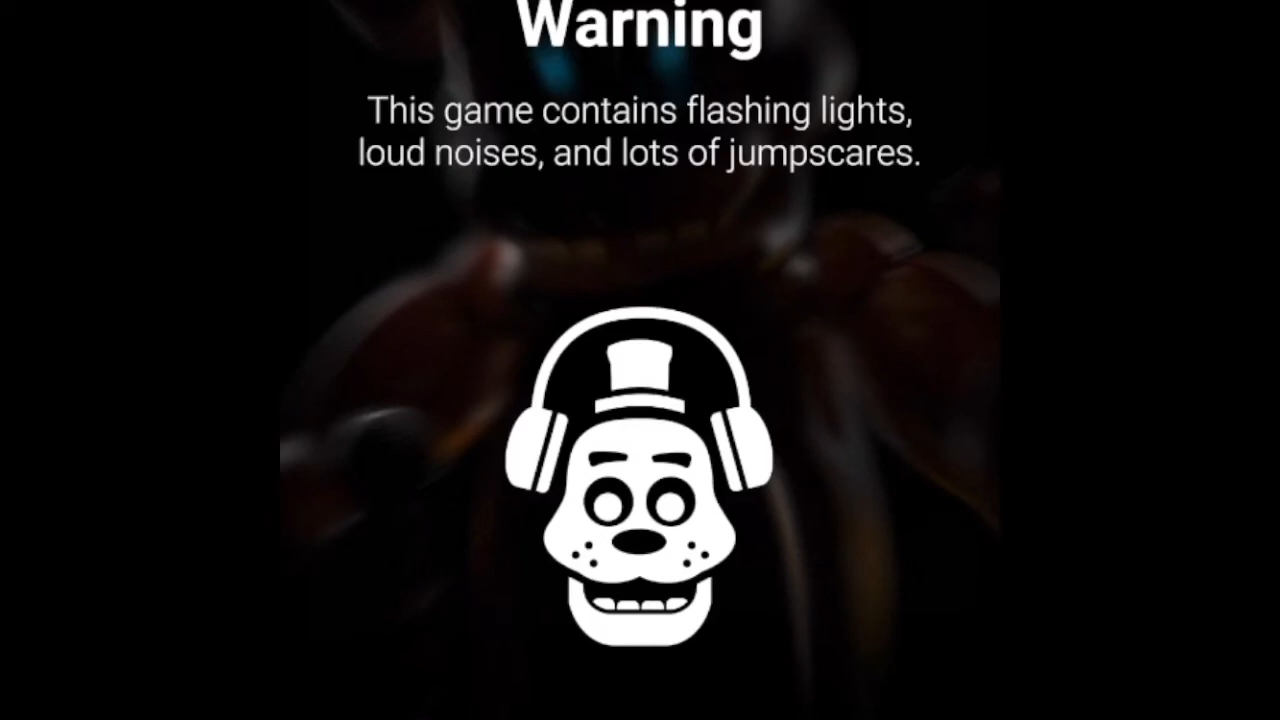 Warning
This game contains flashing lights,
loud noises, and lots of jumpscares.